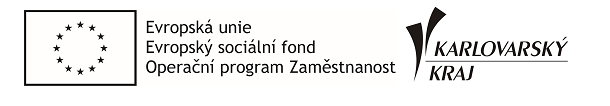 Evropská unie
Evropský sociální fond
Operační program Zaměstnanost
KARLOVARSKÝ
KRAJ